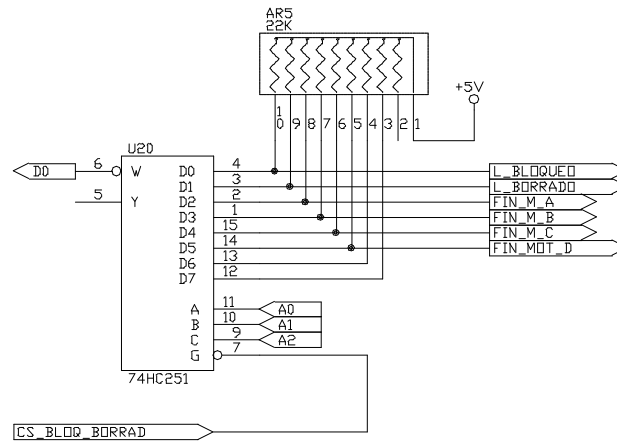 AR5
22K
+5V
10 9 8 7 6 5 4 3 2 1
U20
D0 6 W D0 4 L_BLOQUEO
D1 3 L_BORRADO
5 Y D2 2 FIN_M_A
D3 1 FIN_M_B
D4 15 FIN_M_C
D5 14 FIN_MOT_D
D6 13
D7 12
A 11 A0
B 10 A1
C 9 A2
G 7
74HC251
CS_BLOQ_BORRAD